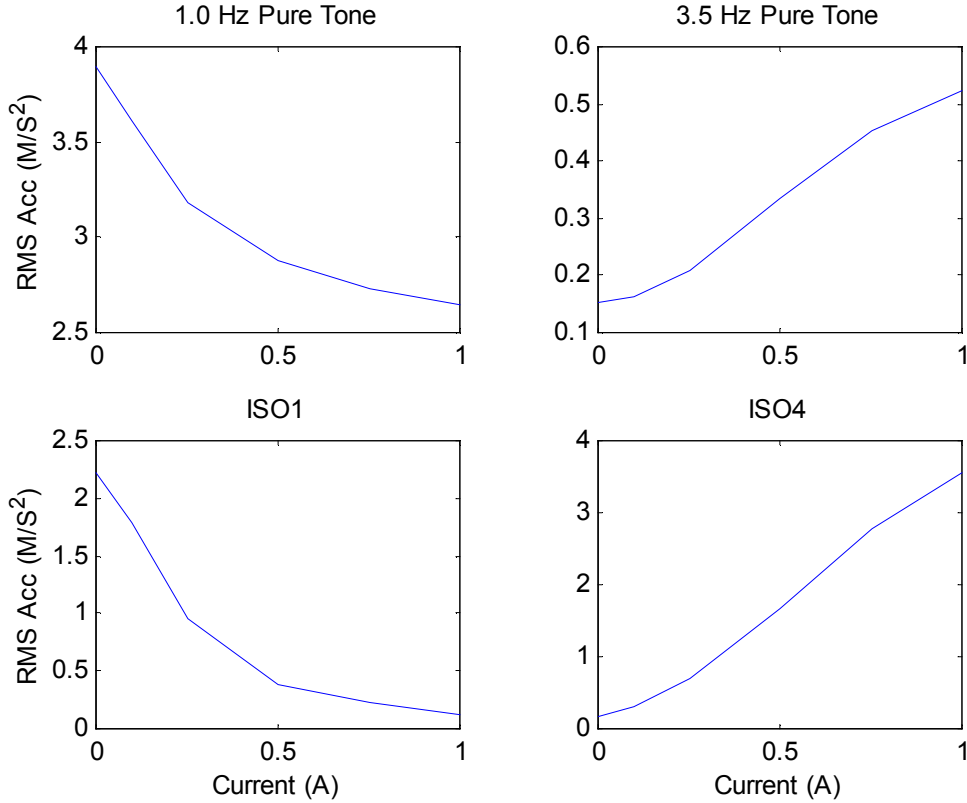 1.0 Hz Pure Tone
4
3.5
3
2.5
RMS Acc (M/S²)
0 0.5 1
3.5 Hz Pure Tone
0.6
0.5
0.4
0.3
0.2
0.1
0 0.5 1
ISO1
2.5
2
1.5
1
0.5
0
RMS Acc (M/S²)
0 0.5 1
Current (A)
ISO4
4
3
2
1
0
0 0.5 1
Current (A)